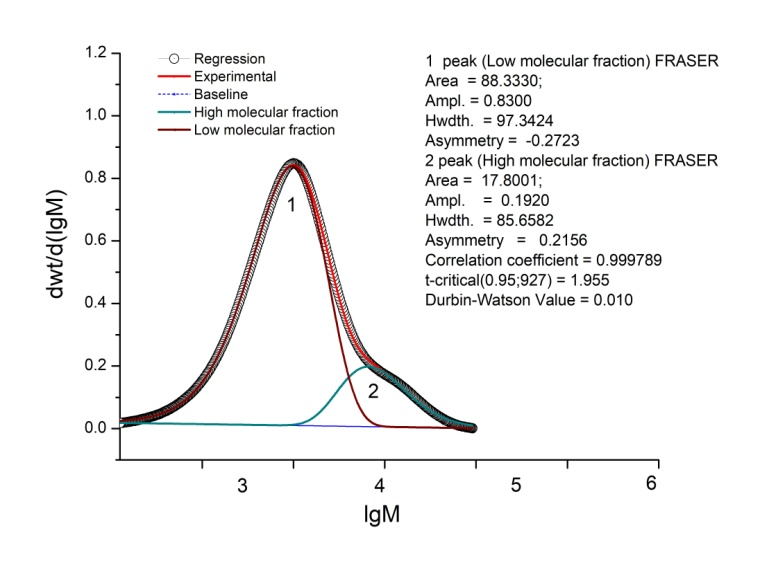 1.2
1.0
0.8
0.6
0.4
0.2
0.0
dwt/d(lgM)
Regression
Experimental
Baseline
High molecular fraction
Low molecular fraction
1
2
1 peak (Low molecular fraction) FRASER
Area = 88.3330;
Ampl. = 0.8300
Hwdth. = 97.3424
Asymmetry = -0.2723
2 peak (High molecular fraction) FRASER
Area = 17.8001;
Ampl. = 0.1920
Hwdth. = 85.6582
Asymmetry = 0.2156
Correlation coefficient = 0.999789
t-critical(0.95;927) = 1.955
Durbin-Watson Value = 0.010
3 4 5 6
lgM